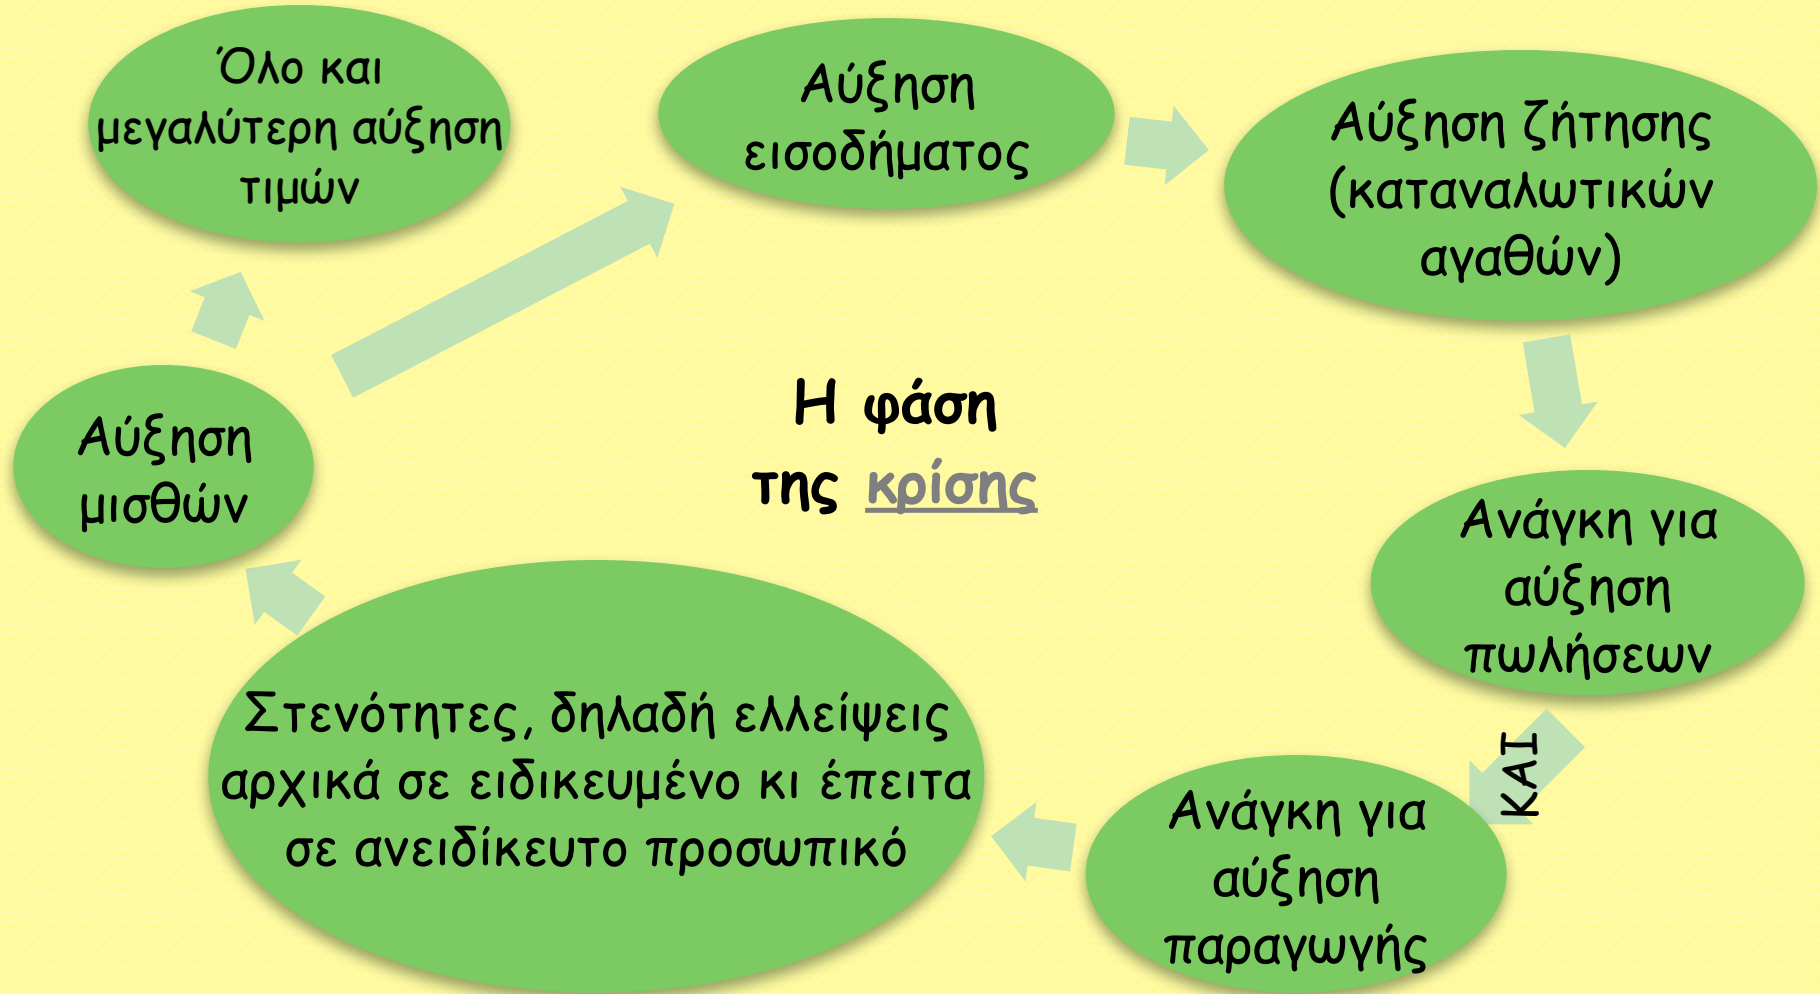 Όλο και
μεγαλύτερη αύξηση
τιμών
Αύξηση
εισοδήματος
Αύξηση ζήτησης
(καταναλωτικών
αγαθών)
Η φάση
της κρίσης
Αύξηση
μισθών
Ανάγκη για
αύξηση
πωλήσεων
ΚΑΙ
Στενότητες, δηλαδή ελλείψεις
αρχικά σε ειδικευμένο κι έπειτα
σε ανειδίκευτο προσωπικό
Ανάγκη για
αύξηση
παραγωγής